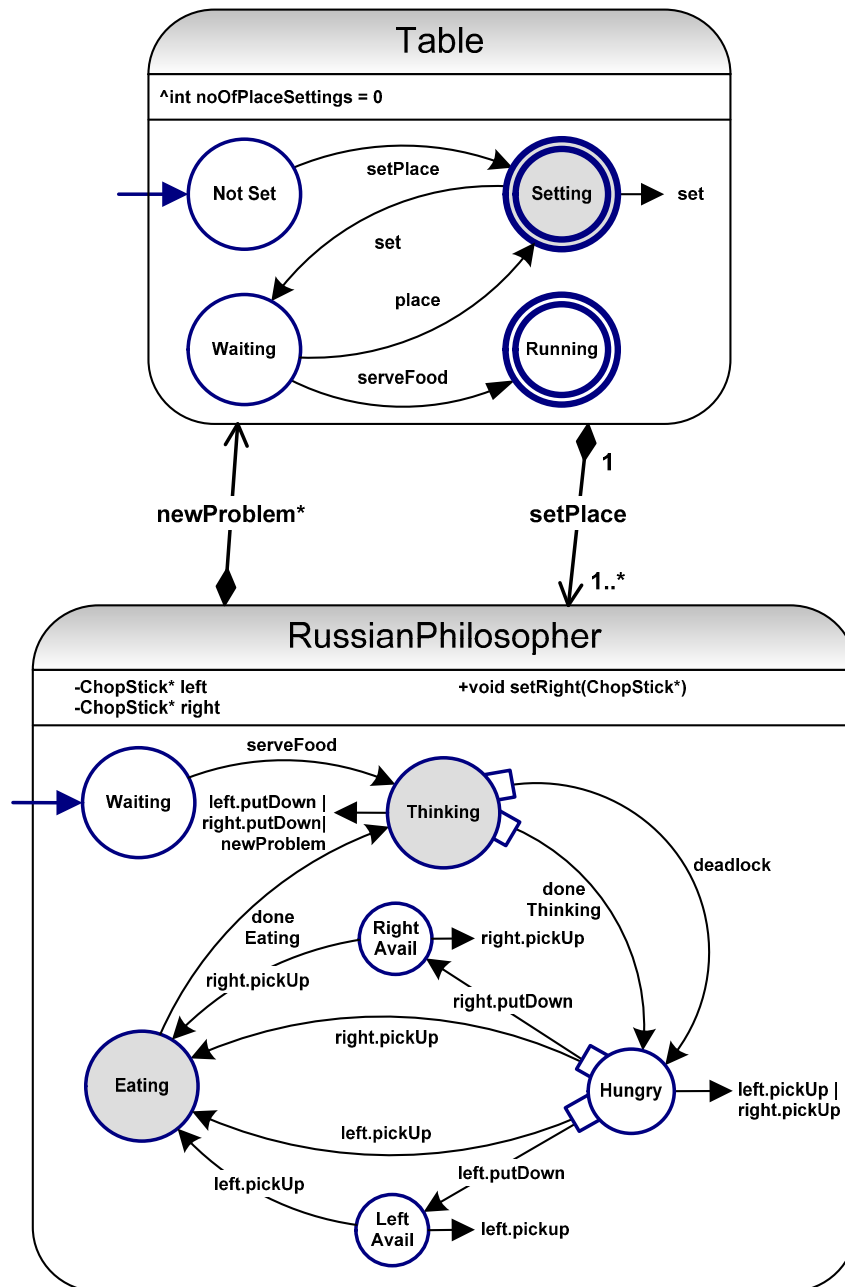 Table
^int noOfPlaceSettings = 0
setPlace
Not Set
Setting
set
set
place
Waiting
Running
serveFood
1
newProblem*
setPlace
1..*
RussianPhilosopher
-ChopStick* left
+void setRight(ChopStick*)
-ChopStick* right
serveFood
Waiting
Thinking
left.putDown |
right.putDown|
newProblem
deadlock
done
Thinking
done
Eating
Right
Avail
right.pickUp
right.pickUp
right.putDown
right.pickUp
Eating
Hungry
left.pickUp |
right.pickUp
left.pickUp
left.putDown
left.pickUp
Left
Avail
left.pickup